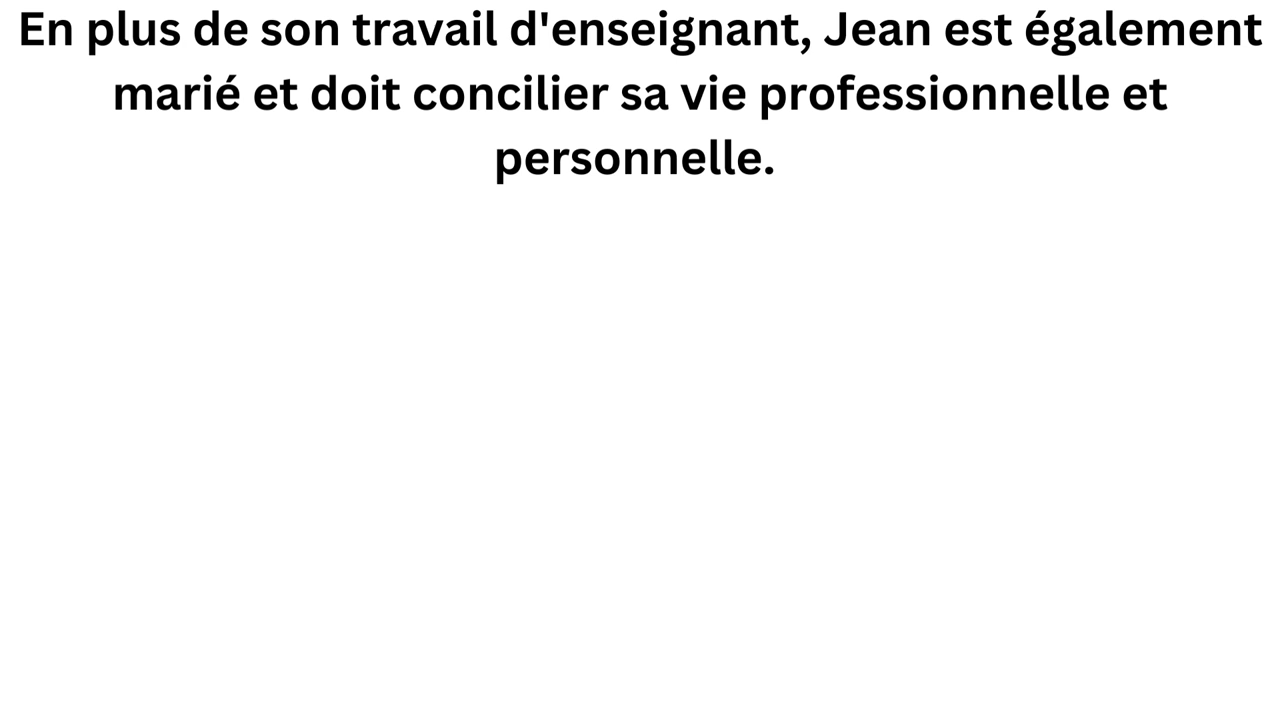 En plus de son travail d'enseignant, Jean est également
marié et doit concilier sa vie professionnelle et
personnelle.